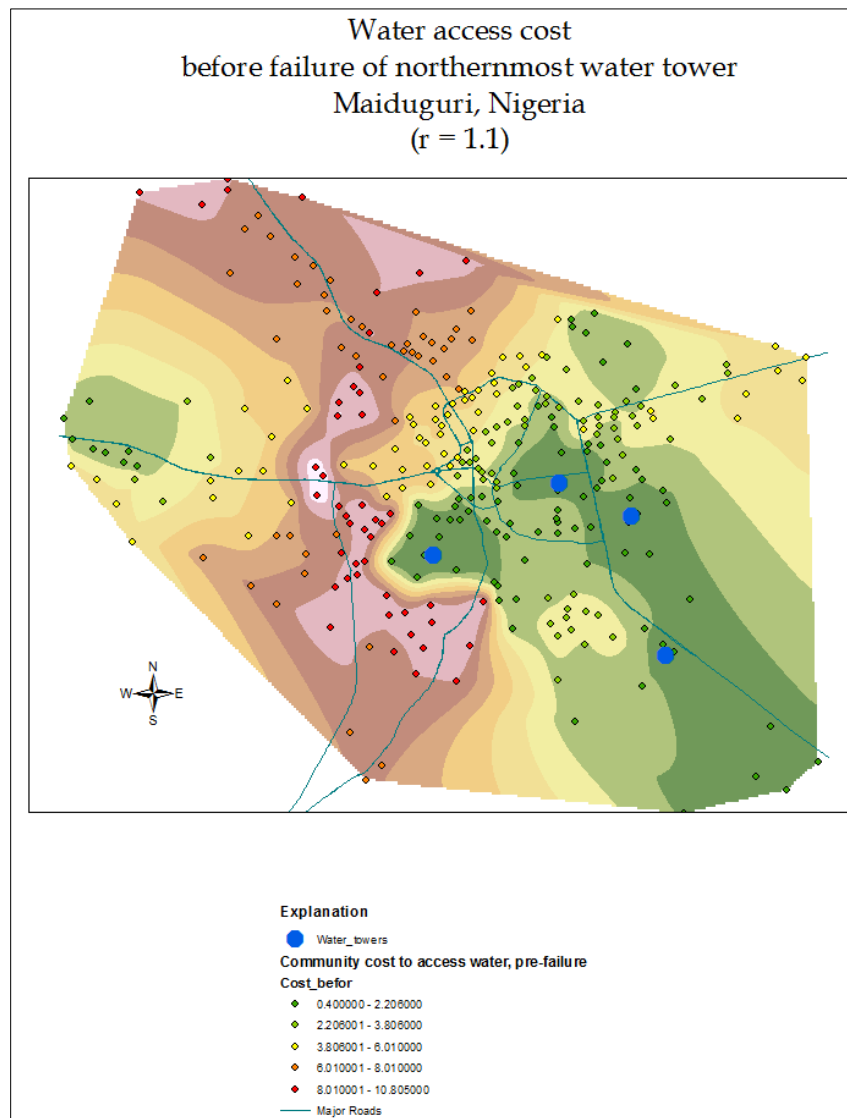 Water access cost
before failure of northernmost water tower
Maiduguri, Nigeria
(r = 1.1)
N
W E
S
Explanation
Water_towers
Community cost to access water, pre-failure
Cost_befor
0.400000 - 2.206000
2.206001 - 3.806000
3.806001 - 6.010000
6.010001 - 8.010000
8.010001 - 10.805000
Major Roads